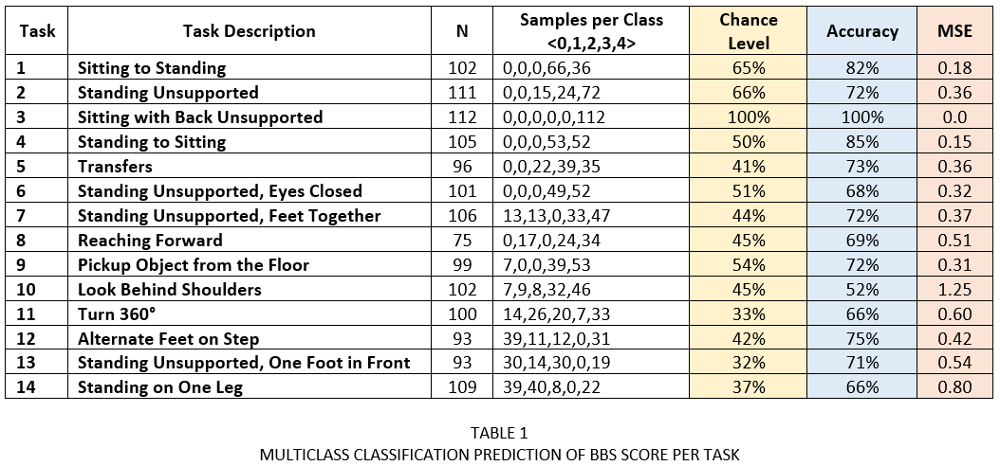 Task Task Description N Samples per Class <0,1,2,3,4> Chance Level Accuracy MSE
1 Sitting to Standing 102 0,0,0,66,36 65% 82% 0.18
2 Standing Unsupported 111 0,0,15,24,72 66% 72% 0.36
3 Sitting with Back Unsupported 112 0,0,0,0,0,112 100% 100% 0.0
4 Standing to Sitting 105 0,0,0,53,52 50% 85% 0.15
5 Transfers 96 0,0,22,39,35 41% 73% 0.36
6 Standing Unsupported, Eyes Closed 101 0,0,0,49,52 51% 68% 0.32
7 Standing Unsupported, Feet Together 106 13,13,0,33,47 44% 72% 0.37
8 Reaching Forward 75 0,17,0,24,34 45% 69% 0.51
9 Pickup Object from the Floor 99 7,0,0,39,53 54% 72% 0.31
10 Look Behind Shoulders 102 7,9,8,32,46 45% 52% 1.25
11 Turn 360° 100 14,26,20,7,33 33% 66% 0.60
12 Alternate Feet on Step 93 39,11,12,0,31 42% 75% 0.42
13 Standing Unsupported, One Foot in Front 93 30,14,30,0,19 32% 71% 0.54
14 Standing on One Leg 109 39,40,8,0,22 37% 66% 0.80
TABLE 1
MULTICLASS CLASSIFICATION PREDICTION OF BBS SCORE PER TASK